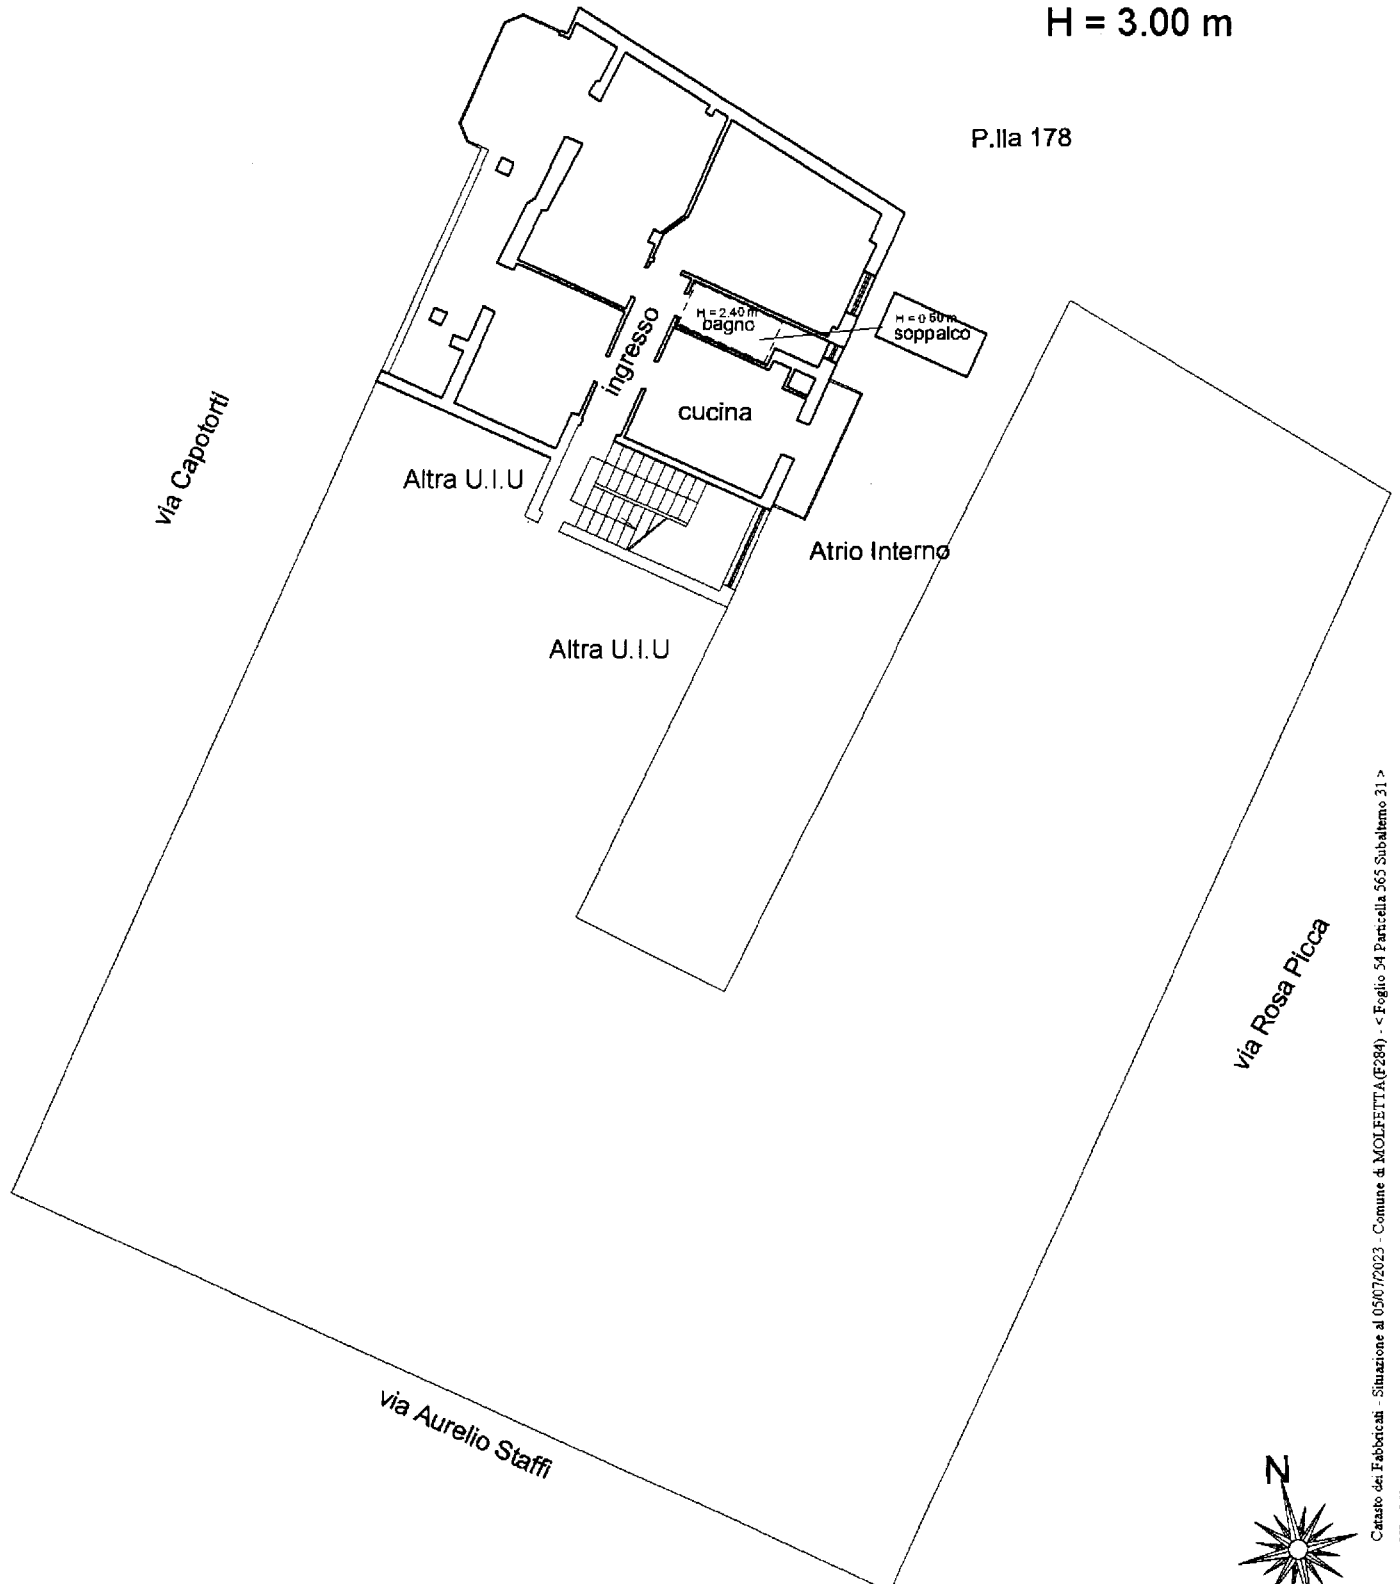 H = 3.00 m
P.lla 178
H = 2.40 m
bagno
H = 0.60 m
soppalco
ingresso
cucina
via Capotorti
Altra U.I.U
Atrio Interno
Altra U.I.U
via Rosa Picca
via Aurelio Staffi
N
Catasto dei Fabbricati - Situazione al 05/07/2023 - Comune di MOLFETTA(F284) - < Foglio 54 Particella 565 Subalterno 31 >